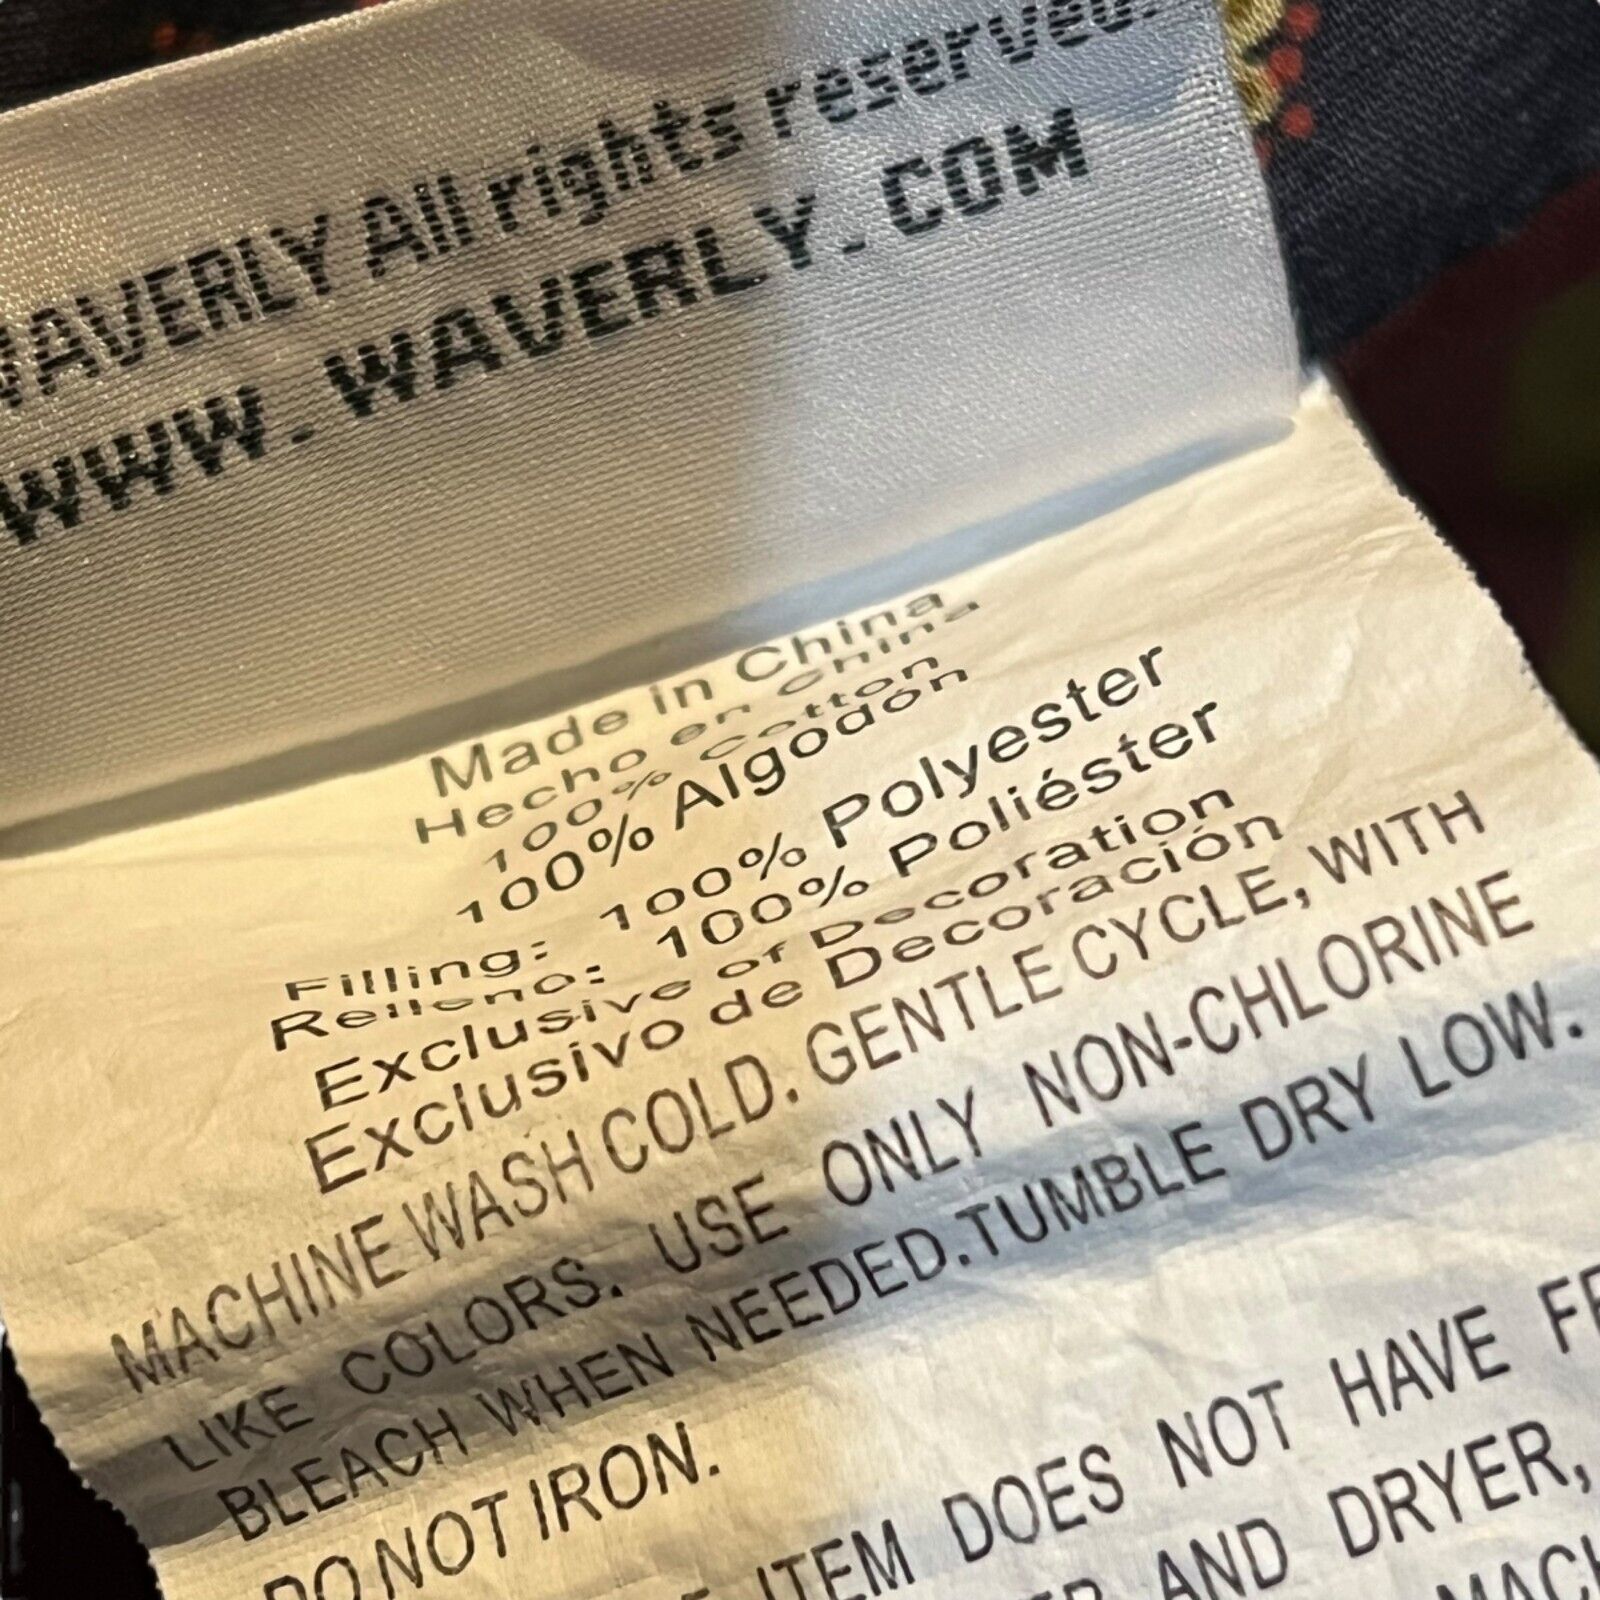 WAVERLY All rights reserved.
WWW.WAVERLY.COM
Made in China
Hecho en China
100% Cotton
100% Algodón
Filling: 100% Polyester
Relleno: 100% Poliéster
Exclusive of Decoration
Exclusivo de Decoración
MACHINE WASH COLD. GENTLE CYCLE, WITH
LIKE COLORS. USE ONLY NON-CHLORINE
BLEACH WHEN NEEDED.TUMBLE DRY LOW.
DO NOT IRON.
ITEM DOES NOT HAVE
AND DRYER,